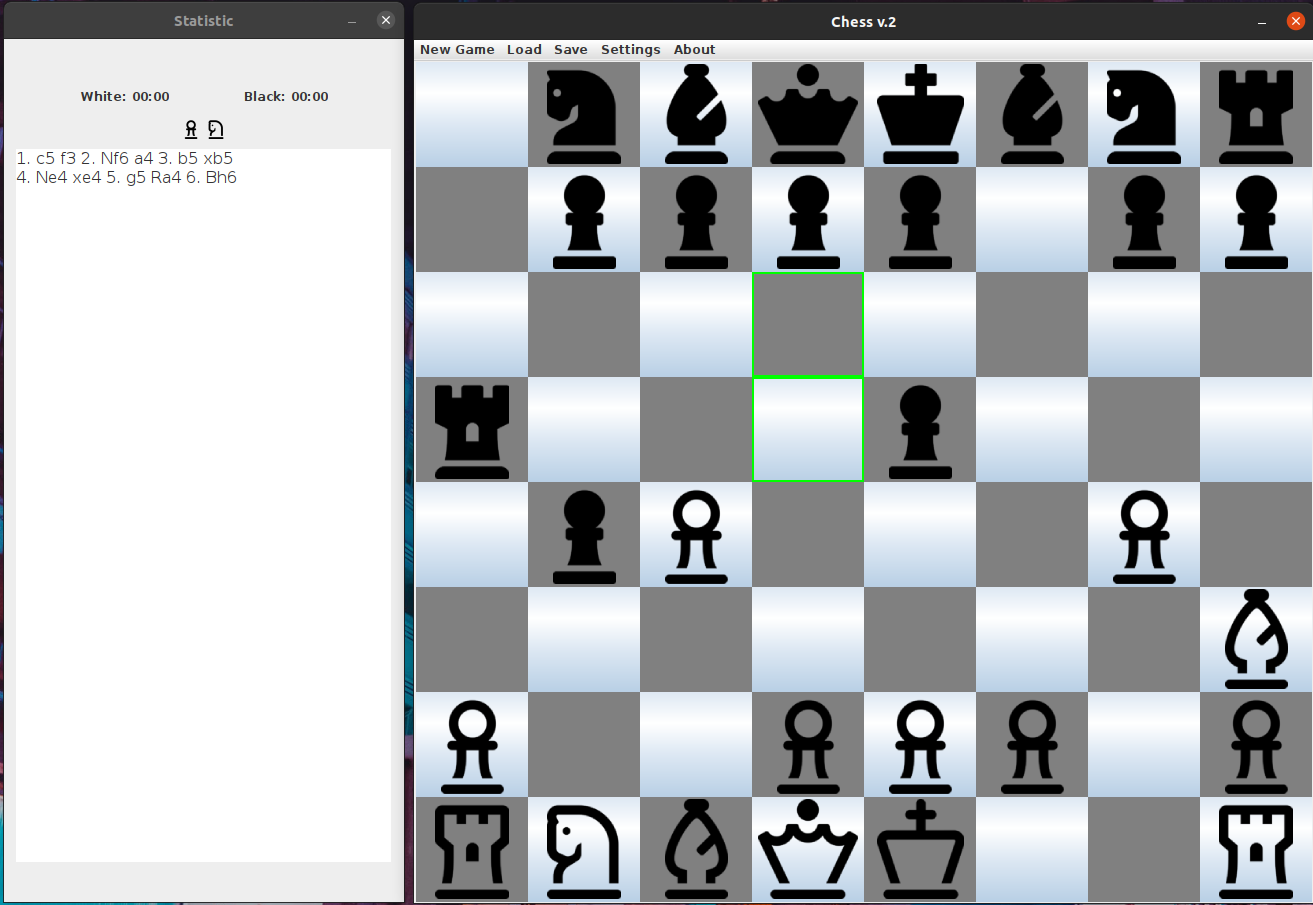 Statistic
White: 00:00 Black: 00:00
1. c5 f3 2. Nf6 a4 3. b5 xb5
4. Ne4 xe4 5. g5 Ra4 6. Bh6
Chess v.2
New Game Load Save Settings About